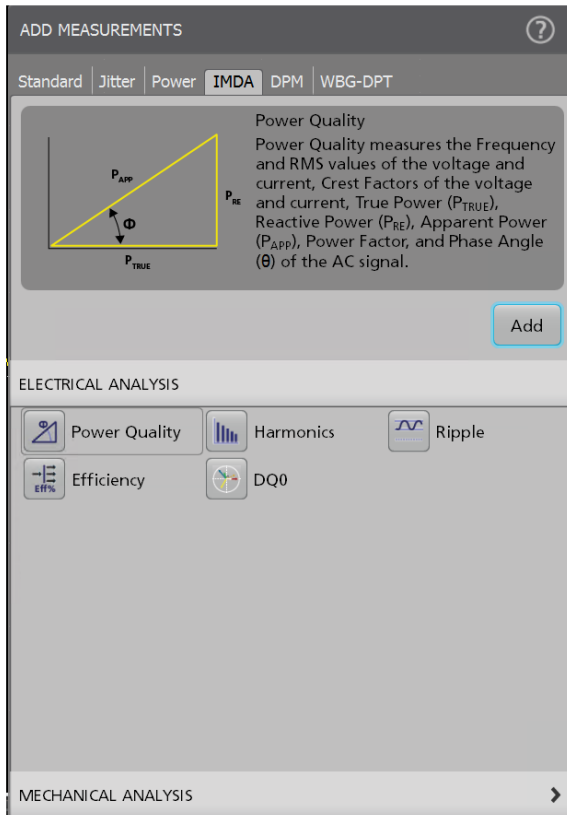 ADD MEASUREMENTS
?
Standard Jitter Power IMDA DPM WBG-DPT
Power Quality
Power Quality measures the Frequency
and RMS values of the voltage and
current, Crest Factors of the voltage
and current, True Power (PTRUE),
Reactive Power (PRE), Apparent Power
(PAPP), Power Factor, and Phase Angle
(θ) of the AC signal.
PAPP
PRE
Φ
PTRUE
Add
ELECTRICAL ANALYSIS
Φ Power Quality Harmonics Ripple
Eff% Efficiency DQ0
MECHANICAL ANALYSIS